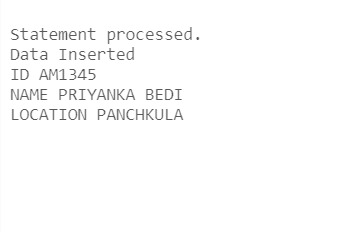 Statement processed.
Data Inserted
ID AM1345
NAME PRIYANKA BEDI
LOCATION PANCHKULA